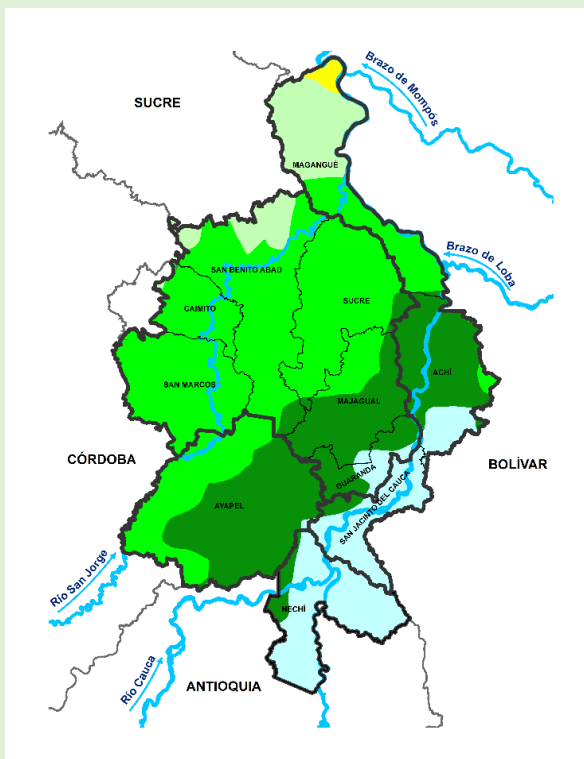 Brazo de Mompós
SUCRE
MAGANGUÉ
Brazo de Loba
SAN BENITO ABAD
CAIMITO
SUCRE
ACHÍ
SAN MARCOS
MAJAGUAL
CÓRDOBA
BOLÍVAR
GUARANDA
SAN JACINTO DEL CAUCA
AYAPEL
Río San Jorge
NECHÍ
ANTIOQUIA
Río Cauca